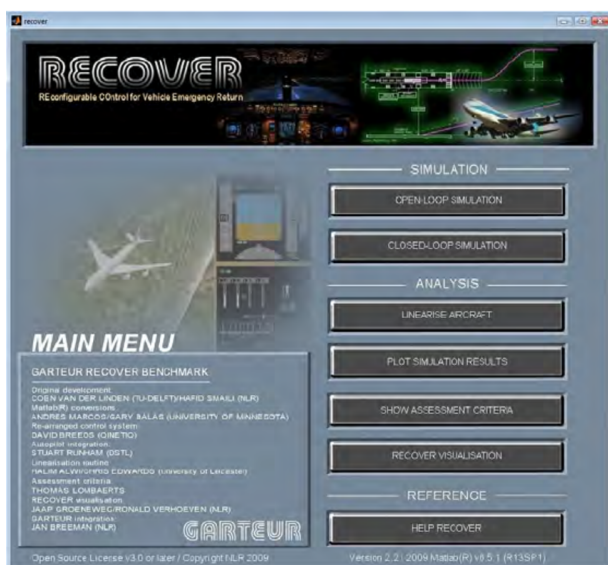 recover
RECOVER
REconfigurable COntrol for Vehicle Emergency Return
MAIN MENU
GARTEUR RECOVER BENCHMARK
Original development:
COEN VAN DER LINDEN (TU-DELFT)/HAFID SMAILI (NLR)
Matlab(R) conversions:
ANDRES MARCOS/GARY BALAS (UNIVERSITY OF MINNESOTA)
Re-arranged control system:
DAVID BREEDS (QINETIQ)
Autopilot integration:
STUART RUNHAM (DSTL)
Linearisation routine:
HALIM ALWI/CHRIS EDWARDS (University of Leicester)
Assessment criteria:
THOMAS LOMBAERTS
RECOVER visualisation:
JAAP GROENEWEG/RONALD VERHOEVEN (NLR)
GARTEUR integration:
JAN BREEMAN (NLR)
GARTEUR
Open Source License v3.0 or later / Copyright NLR 2009
SIMULATION
OPEN-LOOP SIMULATION
CLOSED-LOOP SIMULATION
ANALYSIS
LINEARISE AIRCRAFT
PLOT SIMULATION RESULTS
SHOW ASSESSMENT CRITERIA
RECOVER VISUALISATION
REFERENCE
HELP RECOVER
Version 2.2 | 2009 Matlab(R) v6.5.1 (R13SP1)